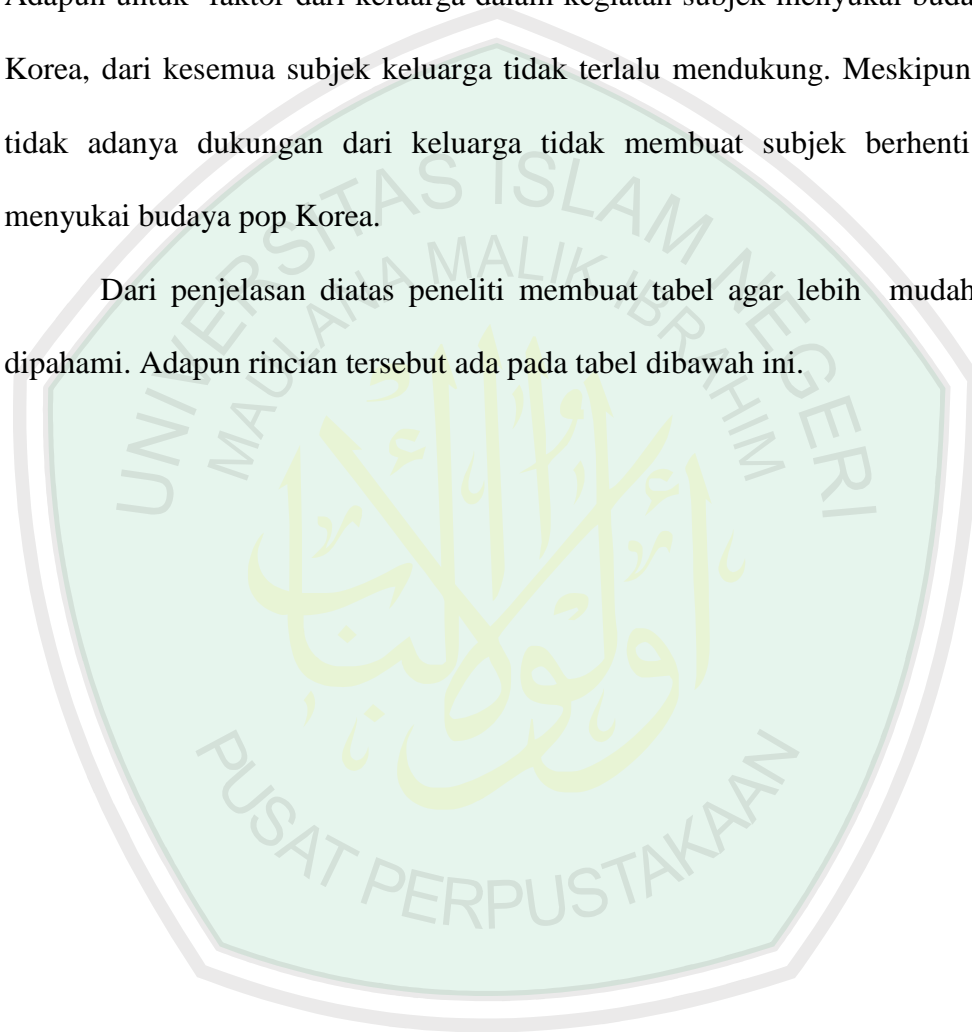 Adapun untuk faktor dari keluarga dalam kegiatan subjek menyukai
Korea, dari kesemua subjek keluarga tidak terlalu mendukung. Meskipun
tidak adanya dukungan dari keluarga tidak membuat subjek berhenti
menyukai budaya pop Korea.
Dari penjelasan diatas peneliti membuat tabel agar lebih mudah
dipahami. Adapun rincian tersebut ada pada tabel dibawah ini.
UNIVERSITAS ISLAM NEGERI
MAULANA MALIK IBRAHIM
PUSAT PERPUSTAKAAN